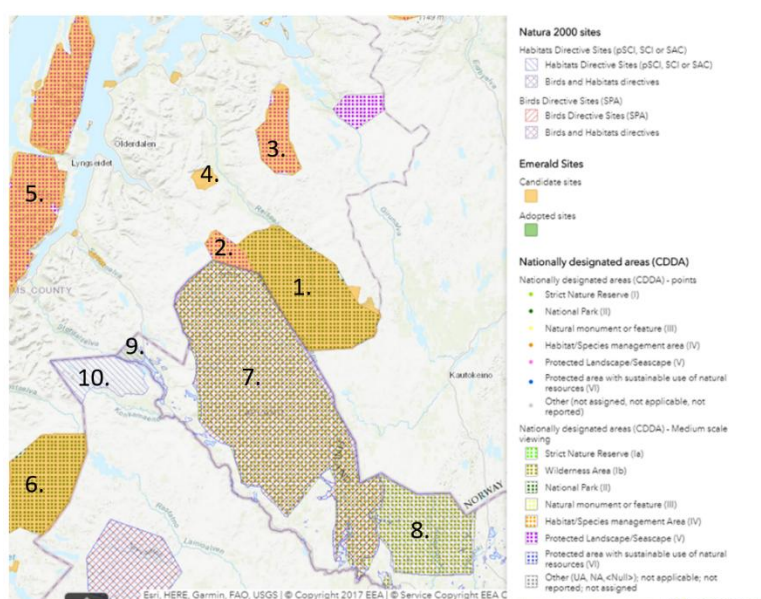 1149 m
Olderdalen
Lyngseidet
3.
4.
5.
2.
1.
MS_COUNTY
9.
10.
7.
Kautokeino
6.
8.
NORWAY
Esri, HERE, Garmin, FAO, USGS | © Copyright 2017 EEA | © Service Copyright EEA C
Natura 2000 sites
Habitats Directive Sites (pSCI, SCI or SAC)
Habitats Directive Sites (pSCI, SCI or SAC)
Birds and Habitats directives
Birds Directive Sites (SPA)
Birds Directive Sites (SPA)
Birds and Habitats directives
Emerald Sites
Candidate sites
Adopted sites
Nationally designated areas (CDDA)
Nationally designated areas (CDDA) - points
Strict Nature Reserve (I)
National Park (II)
Natural monument or feature (III)
Habitat/Species management area (IV)
Protected Landscape/Seascape (V)
Protected area with sustainable use of natural
resources (VI)
Other (not assigned, not applicable, not
reported)
Nationally designated areas (CDDA) - Medium scale
viewing
Strict Nature Reserve (Ia)
Wilderness Area (Ib)
National Park (II)
Natural monument or feature (III)
Habitat/Species management Area (IV)
Protected Landscape/Seascape (V)
Protected area with sustainable use of natural
resources (VI)
Other (UA, NA,<Null>); not applicable; not
reported; not assigned